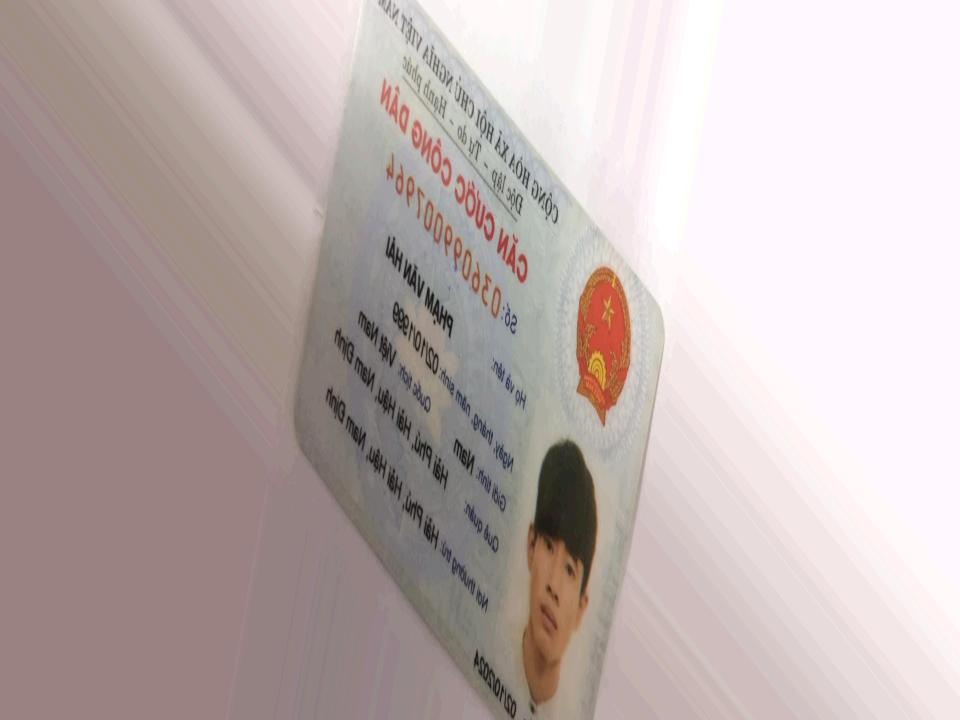 CỘNG HÒA XÃ HỘI CHỦ NGHĨA VIỆT NAM
Độc lập - Tự do - Hạnh phúc
CĂN CƯỚC CÔNG DÂN
Số: 036099007964
Họ và tên:
PHẠM VĂN HẢI
Ngày, tháng, năm sinh: 02/10/1999
Giới tính: Nam Quốc tịch: Việt Nam
Quê quán:
Hải Phú, Hải Hậu, Nam Định
Nơi thường trú: Hải Phú, Hải Hậu, Nam Định
02/10/2024